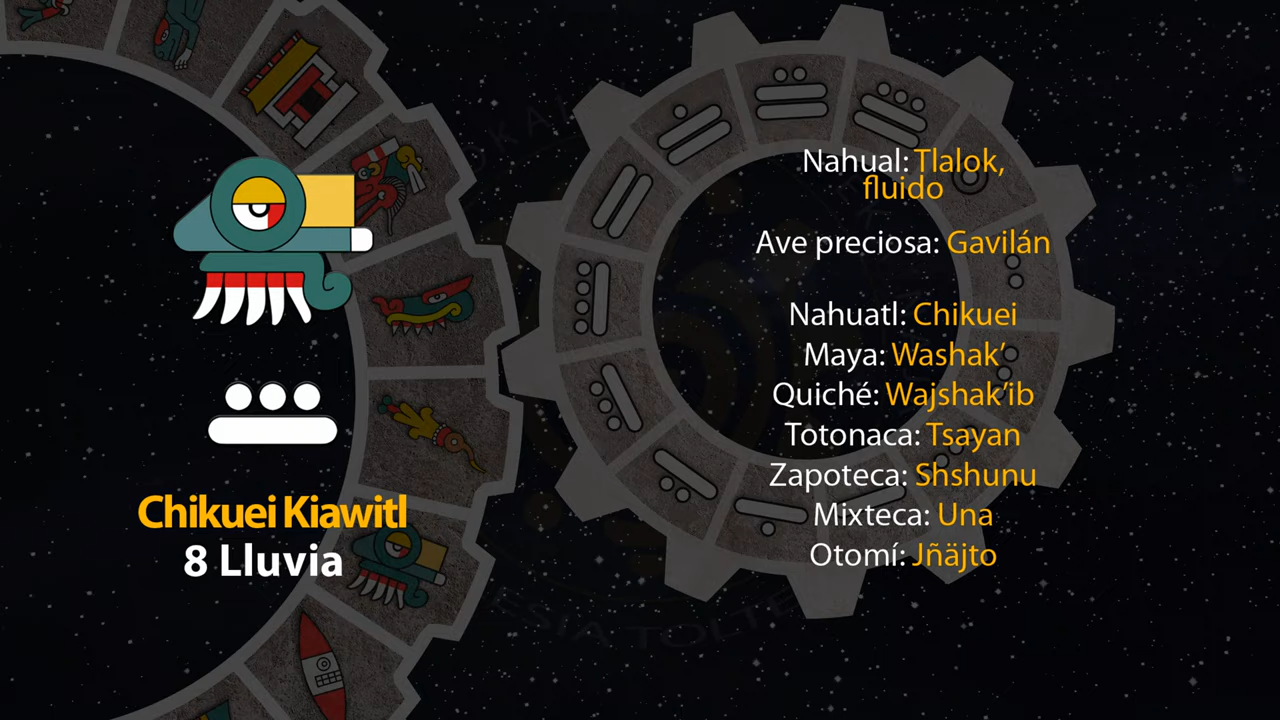 Chikuei Kiawitl
8 Lluvia
Nahual: Tlalok,
fluido
Ave preciosa: Gavilán
Nahuatl: Chikuei
Maya: Washak’
Quiché: Wajshak’ib
Totonaca: Tsayan
Zapoteca: Shshunu
Mixteca: Una
Otomí: Jñäjto